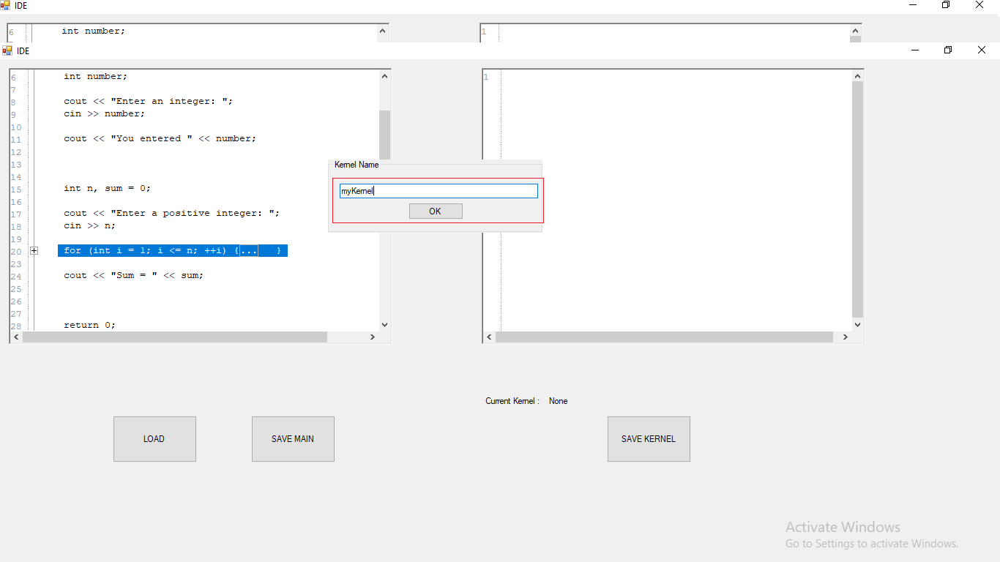 IDE
6 int number;
1
IDE
6 int number;
7
8 cout << "Enter an integer: ";
9 cin >> number;
10
11 cout << "You entered " << number;
12
13
14
15 int n, sum = 0;
16
17 cout << "Enter a positive integer: ";
18 cin >> n;
19
20 for (int i = 1; i <= n; ++i) {... }
23
24 cout << "Sum = " << sum;
25
26
27
28 return 0;
1
Kernel Name
myKernel
OK
Current Kernel : None
LOAD
SAVE MAIN
SAVE KERNEL
Activate Windows
Go to Settings to activate Windows.